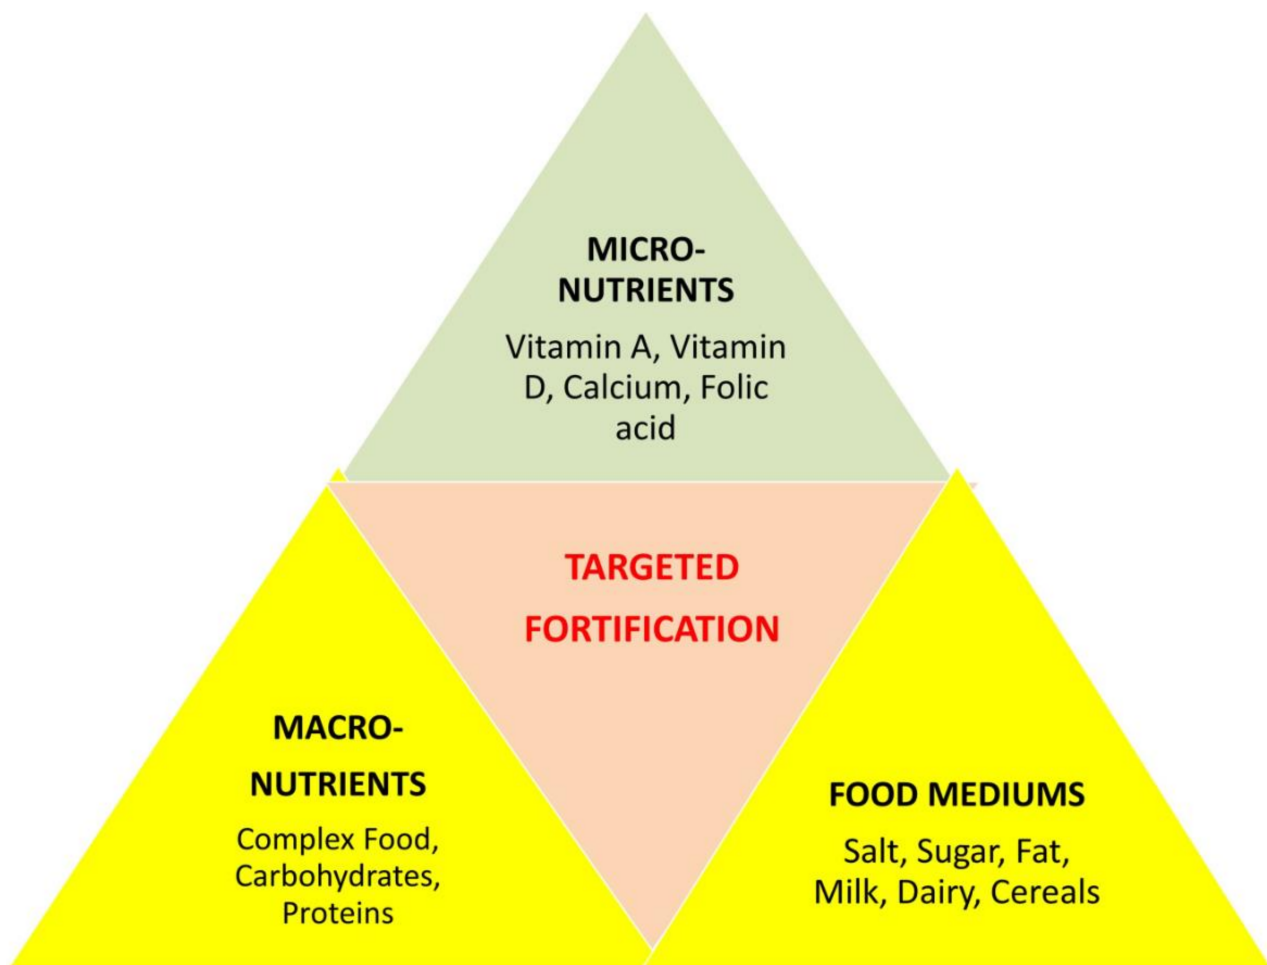 MICRO-
NUTRIENTS
Vitamin A, Vitamin
D, Calcium, Folic
acid
TARGETED
FORTIFICATION
MACRO-
NUTRIENTS
Complex Food,
Carbohydrates,
Proteins
FOOD MEDIUMS
Salt, Sugar, Fat,
Milk, Dairy, Cereals